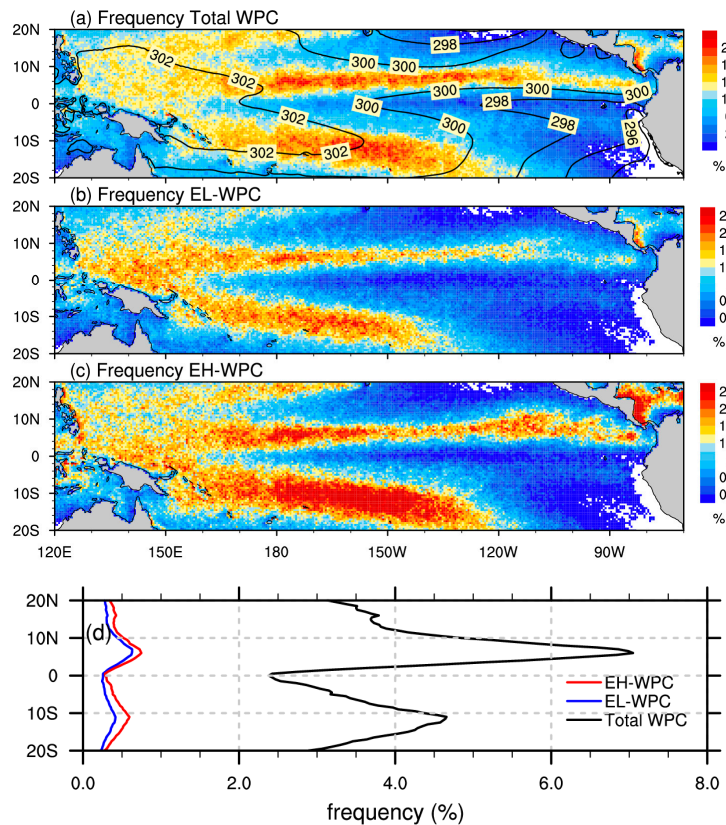 (a) Frequency Total WPC
20N
10N
0
10S
20S
302
302
302
302
302
300
300
300
300
300
300
300
298
298
298
296
%
(b) Frequency EL-WPC
20N
10N
0
10S
20S
%
(c) Frequency EH-WPC
20N
10N
0
10S
20S
%
120E 150E 180 150W 120W 90W
(d)
20N
10N
0
10S
20S
EH-WPC
EL-WPC
Total WPC
0.0 2.0 4.0 6.0 8.0
frequency (%)